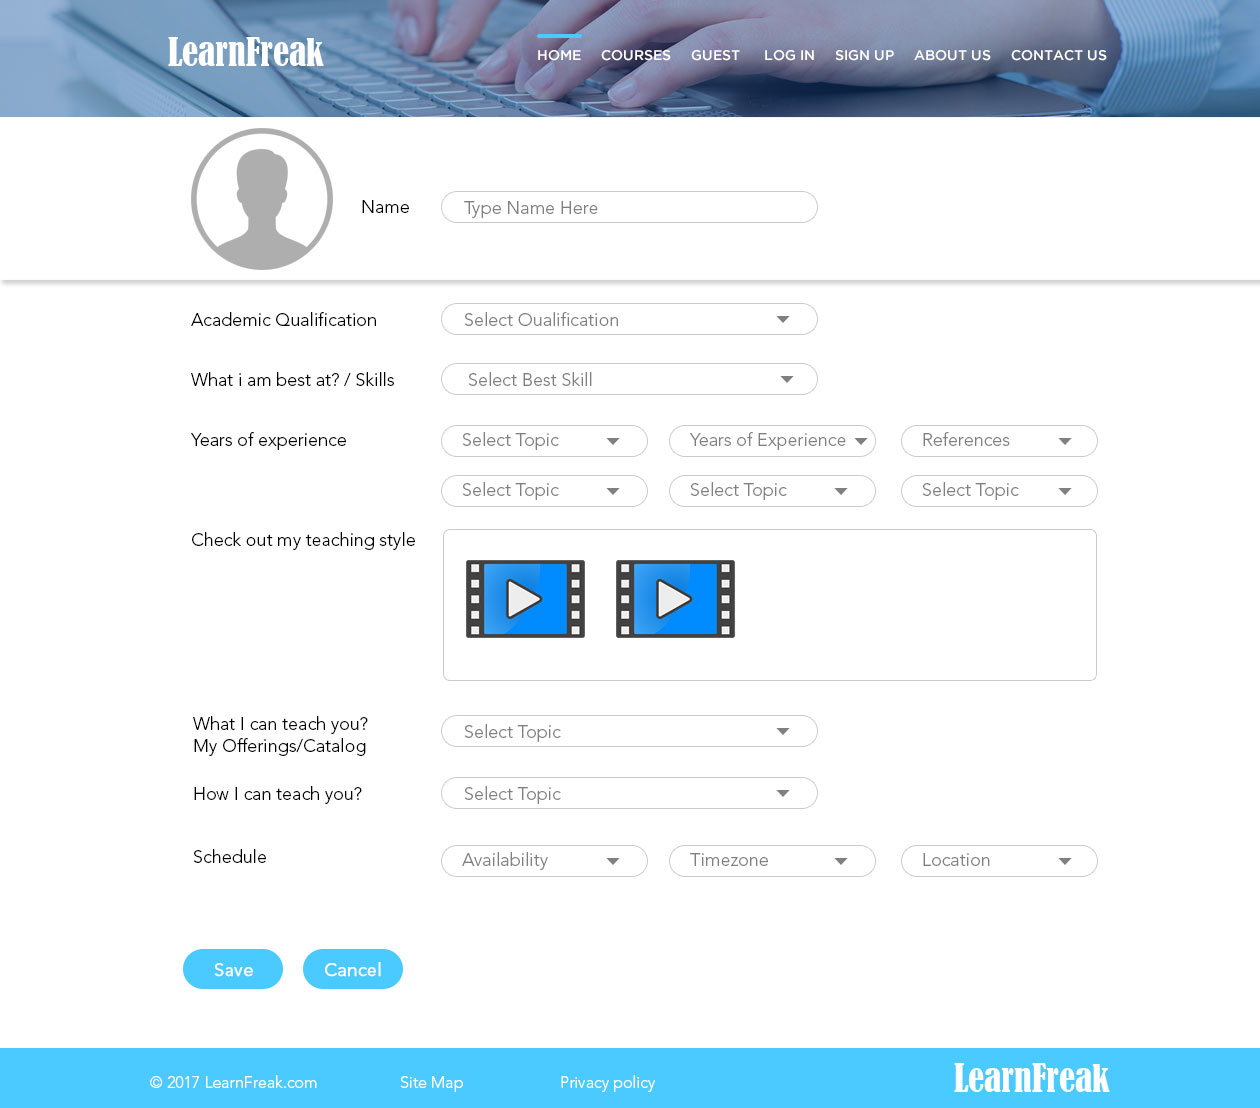 LearnFreak
HOME COURSES GUEST LOG IN SIGN UP ABOUT US CONTACT US
Name Type Name Here
Academic Qualification Select Oualification
What i am best at? / Skills Select Best Skill
Years of experience Select Topic Years of Experience References
Select Topic Select Topic Select Topic
Check out my teaching style
What I can teach you?
My Offerings/Catalog Select Topic
How I can teach you? Select Topic
Schedule Availability Timezone Location
Save Cancel
© 2017 LearnFreak.com Site Map Privacy policy LearnFreak